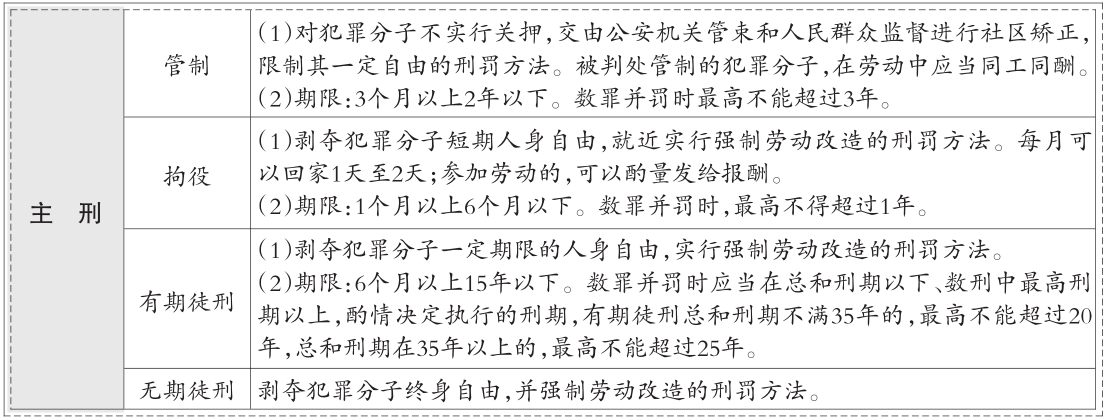 主 刑
管制
(1)对犯罪分子不实行关押,交由公安机关管束和人民群众监督进行社区矫正,
限制其一定自由的刑罚方法。被判处管制的犯罪分子,在劳动中应当同工同酬。
(2)期限:3个月以上2年以下。数罪并罚时最高不能超过3年。
拘役
(1)剥夺犯罪分子短期人身自由,就近实行强制劳动改造的刑罚方法。每月可
以回家1天至2天;参加劳动的,可以酌量发给报酬。
(2)期限:1个月以上6个月以下。数罪并罚时,最高不得超过1年。
有期徒刑
(1)剥夺犯罪分子一定期限的人身自由,实行强制劳动改造的刑罚方法。
(2)期限:6个月以上15年以下。数罪并罚时应当在总和刑期以下、数刑中最高刑
期以上,酌情决定执行的刑期,有期徒刑总和刑期不满35年的,最高不能超过20
年,总和刑期在35年以上的,最高不能超过25年。
无期徒刑
剥夺犯罪分子终身自由,并强制劳动改造的刑罚方法。